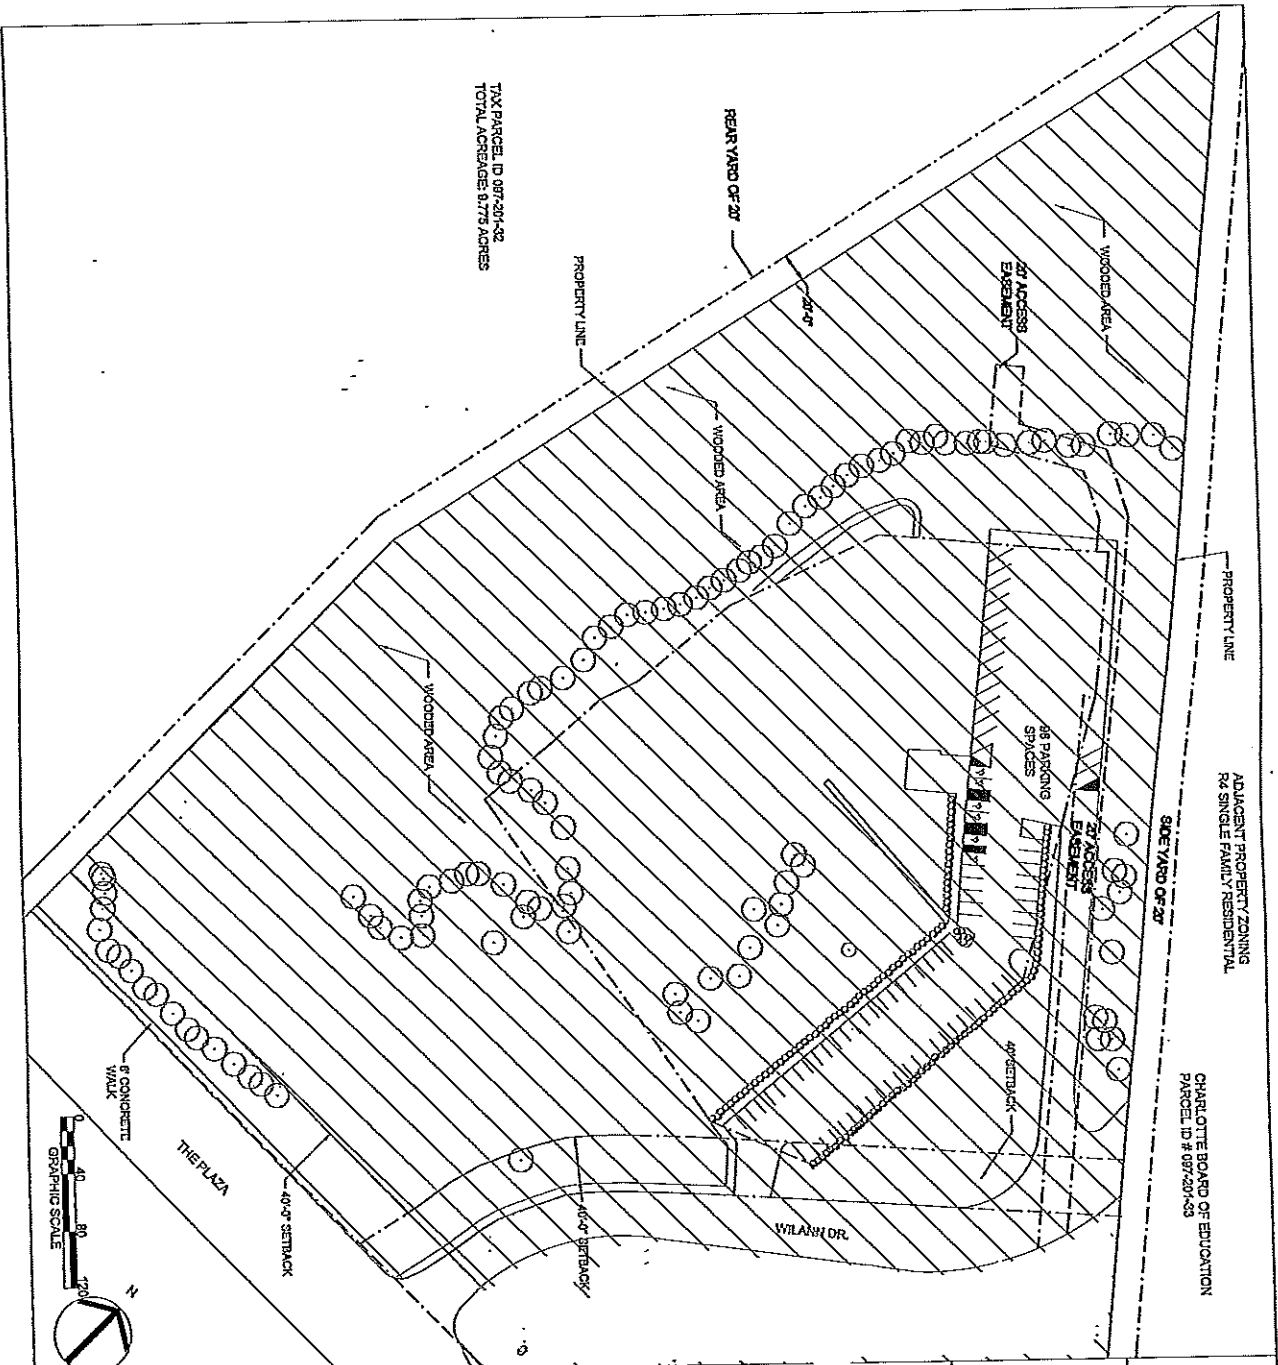 TAX PARCEL ID 097-201-32
TOTAL ACREAGE: 9.775 ACRES
REAR YARD OF 20'
PROPERTY LINE
20'-0"
WOODED AREA
20' ACCESS
EASEMENT
WOODED AREA
WOODED AREA
PROPERTY LINE
ADJACENT PROPERTY ZONING
R4 SINGLE FAMILY RESIDENTIAL
SIDE YARD OF 20'
CHARLOTTE BOARD OF EDUCATION
PARCEL ID # 097-201-33
PARKING
SPACES
20' ACCESS
EASEMENT
40' SETBACK
WILANN DR.
40'-0" SETBACK
40'-0" SETBACK
THE PLAZA
6' CONCRETE
WALK
0 40 80 120
GRAPHIC SCALE
N